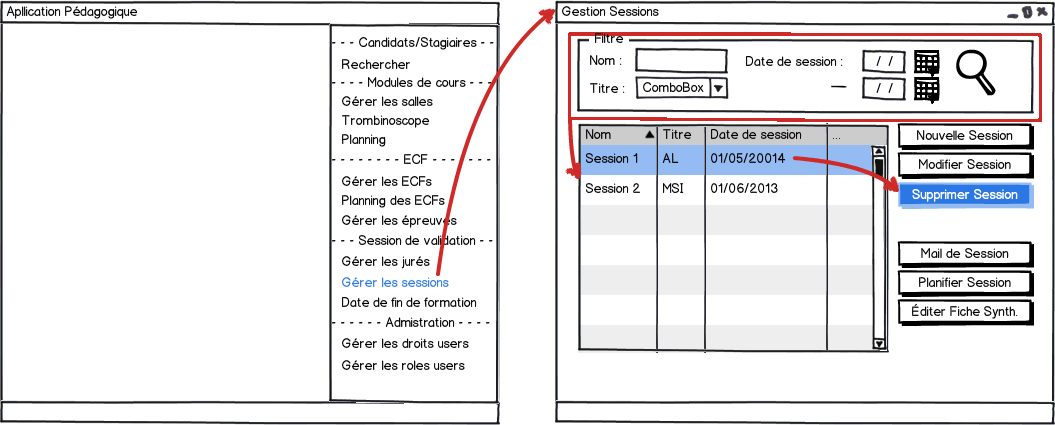 Apllication Pédagogique
- - - Candidats/Stagiaires - -
Rechercher
- - - - Modules de cours - -
Gérer les salles
Trombinoscope
Planning
- - - - - - - ECF - - - - - -
Gérer les ECFs
Planning des ECFs
Gérer les épreuves
- - - Session de validation - -
Gérer les jurés
Gérer les sessions
Date de fin de formation
- - - - - - Admistration - - - -
Gérer les droits users
Gérer les roles users
Gestion Sessions
Filtre
Nom :
Date de session :
/ /
Titre :
ComboBox
—
/ /
Nom Titre Date de session ...
Session 1 AL 01/05/20014
Session 2 MSI 01/06/2013
Nouvelle Session
Modifier Session
Supprimer Session
Mail de Session
Planifier Session
Éditer Fiche Synth.